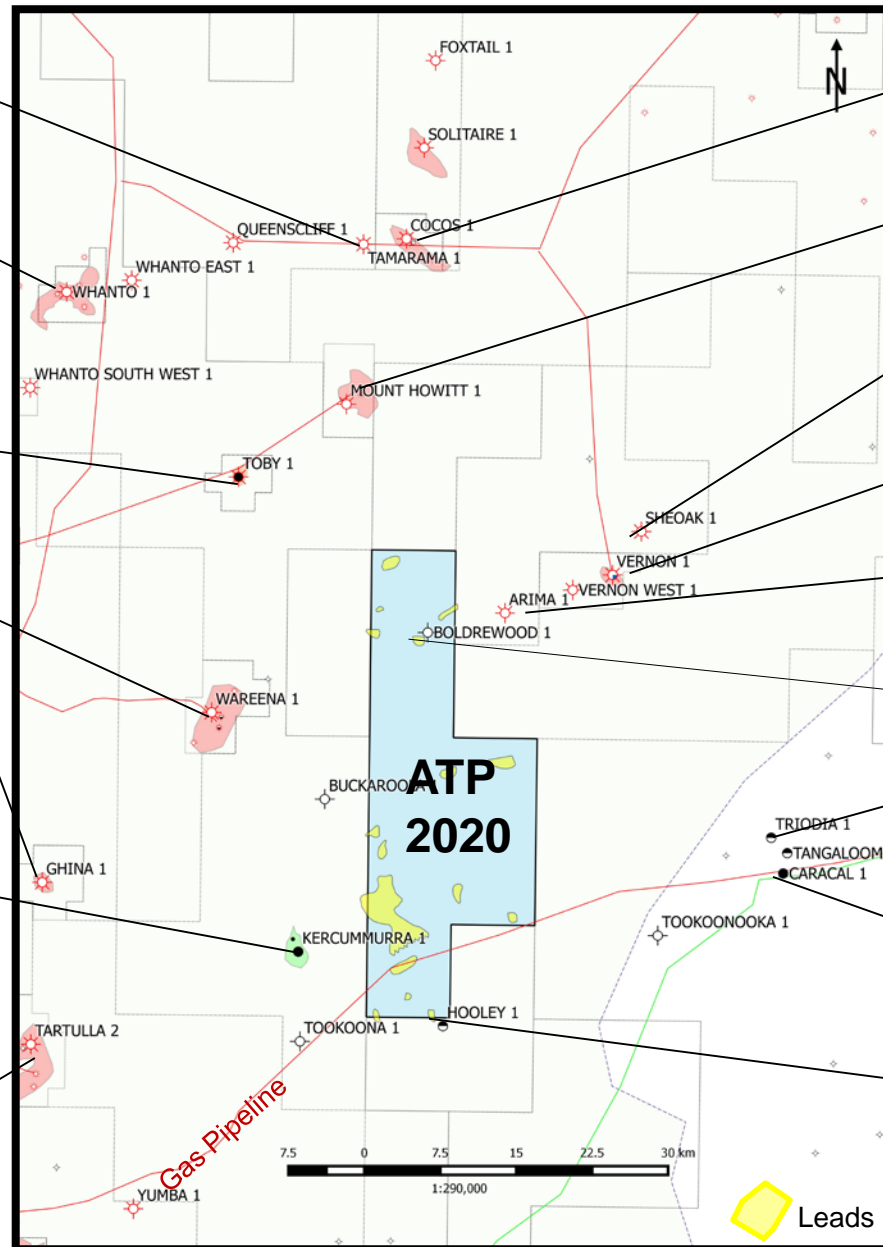 FOXTAIL 1
N
SOLITAIRE 1
QUEENSCLIFF 1
COCOS 1
TAMARAMA 1
WHANTO EAST 1
WHANTO 1
WHANTO SOUTH WEST 1
MOUNT HOWITT 1
TOBY 1
SHEOAK 1
VERNON 1
VERNON WEST 1
ARIMA 1
BOLDREWOOD 1
WAREENA 1
ATP
2020
TRIODIA 1
TANGALOOM
CARACAL 1
GHINA 1
TOOKOONOOKA 1
KERCUMMURRA 1
HOOLEY 1
TOOKOONA 1
TARTULLA 2
Gas Pipeline
7.5 0 7.5 15 22.5 30 km
1:290,000
YUMBA 1
Leads